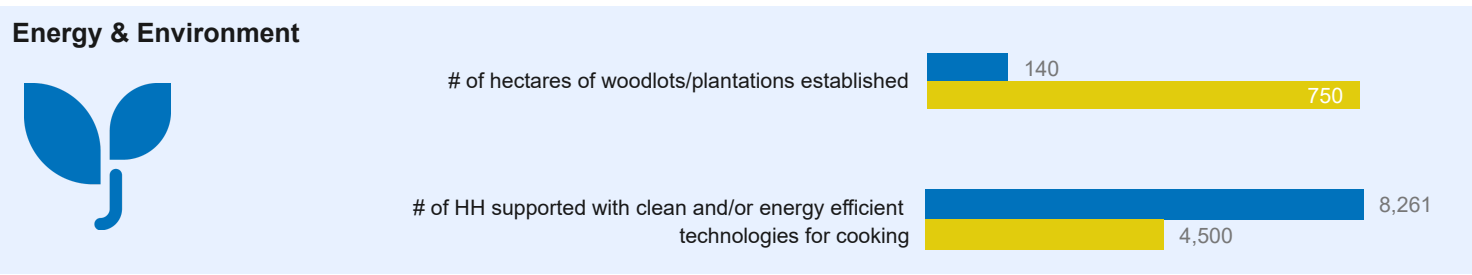 Energy & Environment
# of hectares of woodlots/plantations established
140
750
# of HH supported with clean and/or energy efficient
technologies for cooking
8,261
4,500